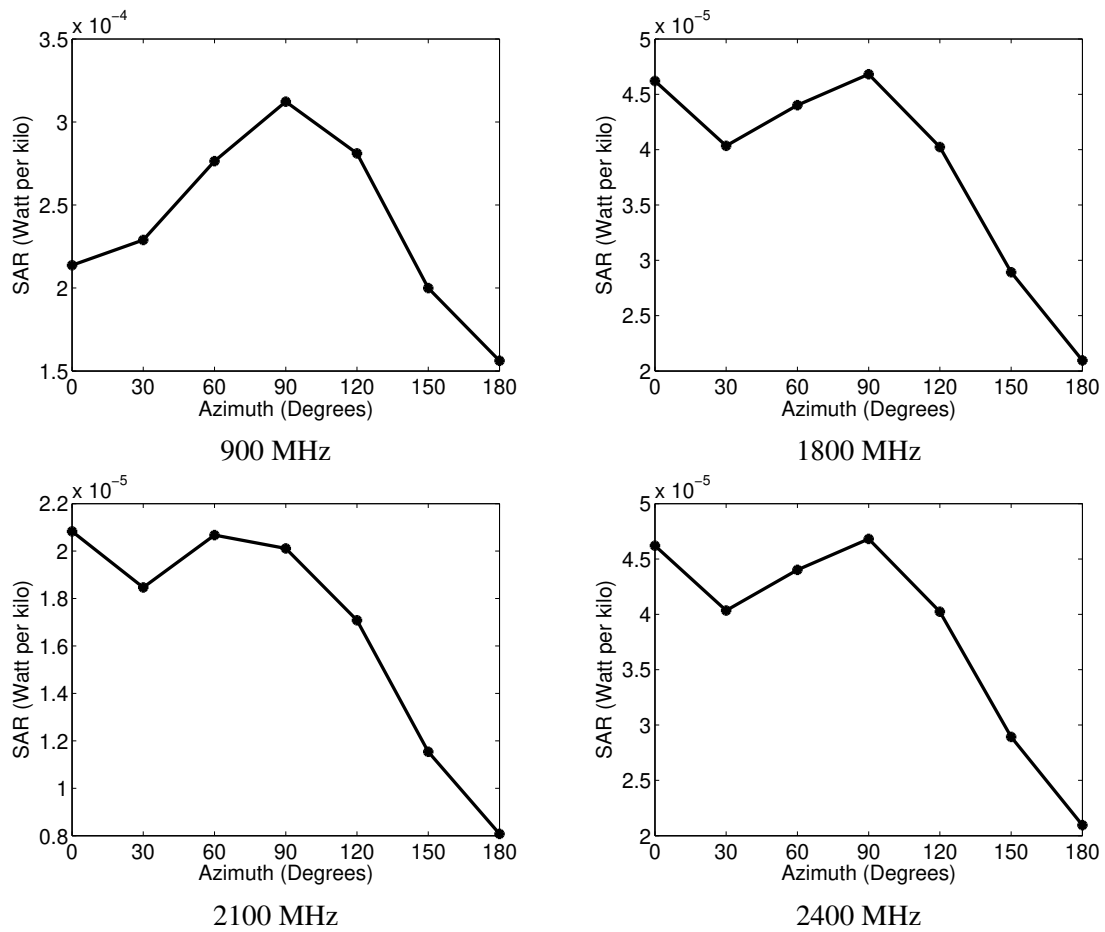 x 10−4
3.5
3
2.5
2
1.5
SAR (Watt per kilo)
0 30 60 90 120 150 180
Azimuth (Degrees)
900 MHz
x 10−5
5
4.5
4
3.5
3
2.5
2
SAR (Watt per kilo)
0 30 60 90 120 150 180
Azimuth (Degrees)
1800 MHz
x 10−5
2.2
2
1.8
1.6
1.4
1.2
1
0.8
SAR (Watt per kilo)
0 30 60 90 120 150 180
Azimuth (Degrees)
2100 MHz
x 10−5
5
4.5
4
3.5
3
2.5
2
SAR (Watt per kilo)
0 30 60 90 120 150 180
Azimuth (Degrees)
2400 MHz